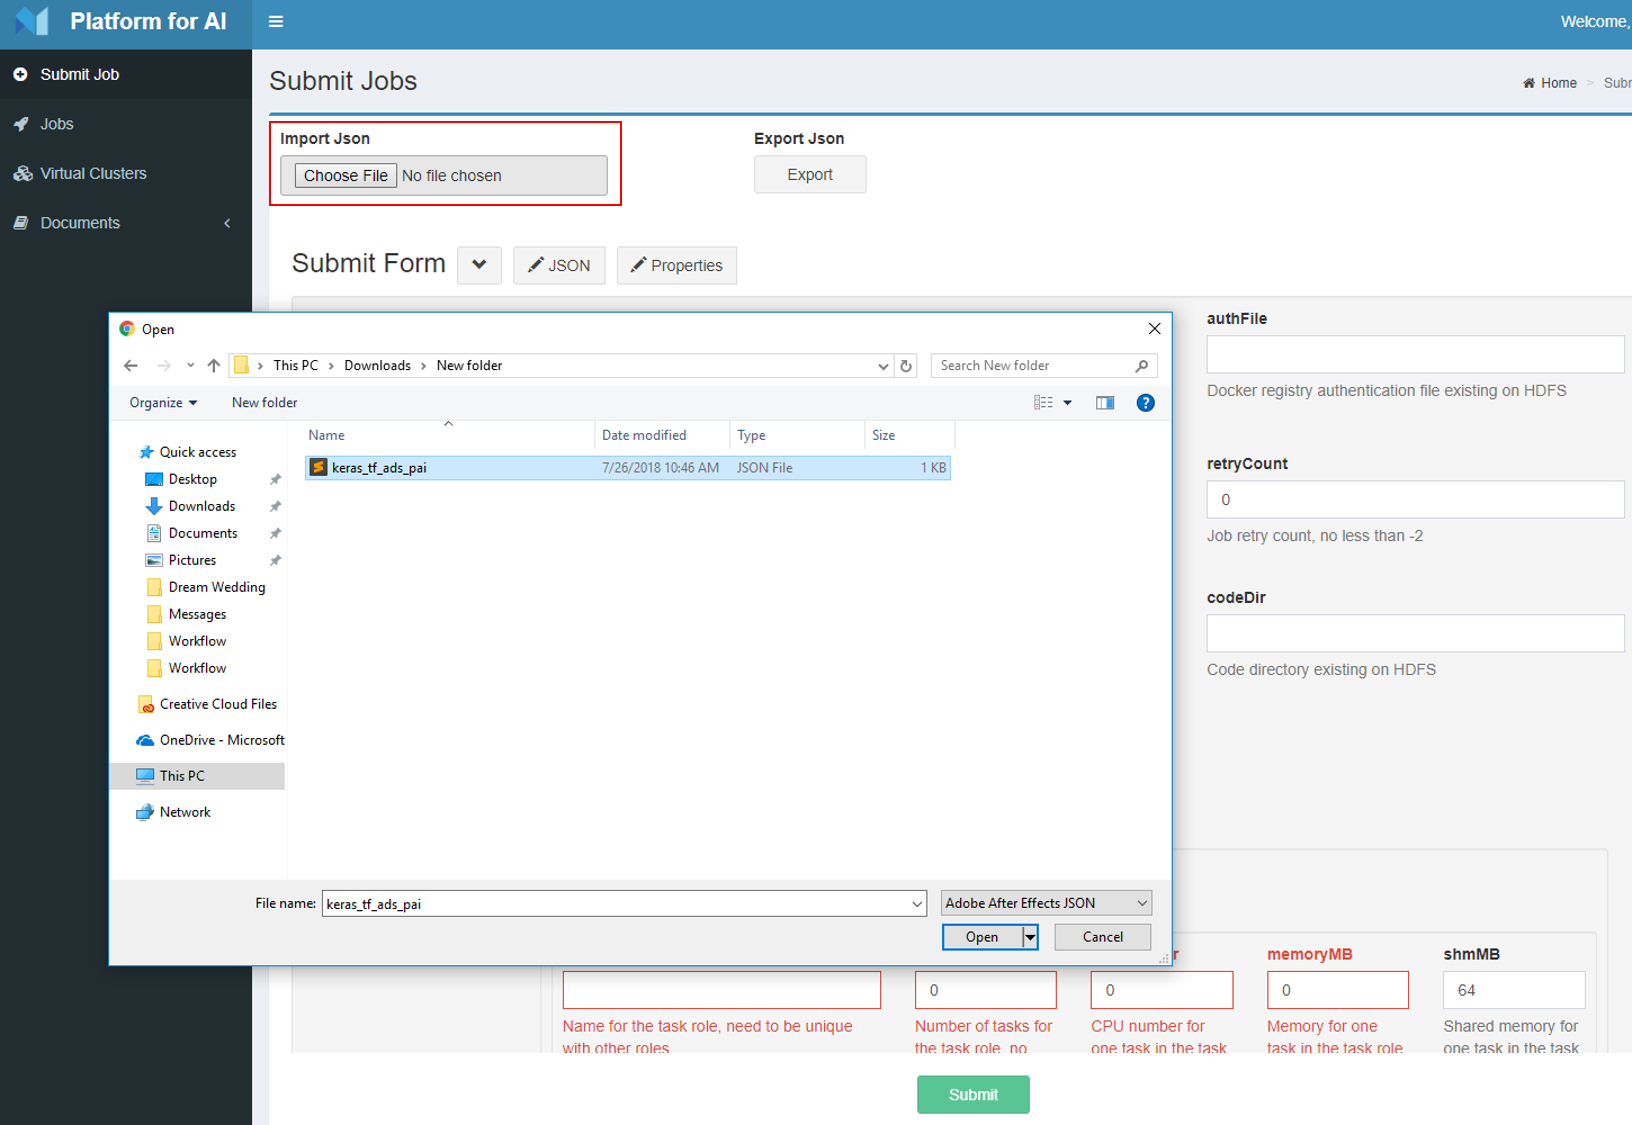 Platform for AI
Welcome,
Submit Job
Jobs
Virtual Clusters
Documents
Submit Jobs
Home > Subm
Import Json
Choose File No file chosen
Export Json
Export
Submit Form
JSON
Properties
Open
This PC > Downloads > New folder
Search New folder
Organize
New folder
Name
Date modified
Type
Size
keras_tf_ads_pai
7/26/2018 10:46 AM
JSON File
1 KB
Quick access
Desktop
Downloads
Documents
Pictures
Dream Wedding
Messages
Workflow
Workflow
Creative Cloud Files
OneDrive - Microsoft
This PC
Network
File name: keras_tf_ads_pai
Adobe After Effects JSON
Open
Cancel
authFile
Docker registry authentication file existing on HDFS
retryCount
0
Job retry count, no less than -2
codeDir
Code directory existing on HDFS
r
memoryMB
shmMB
0
0
0
64
Name for the task role, need to be unique
with other roles
Number of tasks for
the task role, no
CPU number for
one task in the task
Memory for one
task in the task role
Shared memory for
one task in the task
Submit